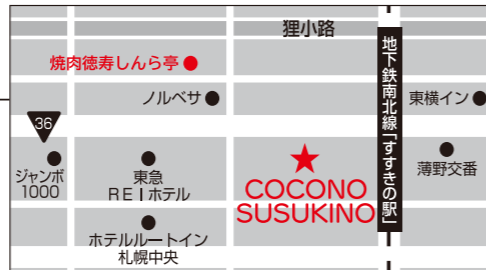 狸小路
焼肉徳寿しんら亭
ノルベサ
東横イン
36
ジャンボ
1000
東急
REIホテル
COCONO
SUSUKINO
地下鉄南北線「すすきの駅」
薄野交番
ホテルルートイン
札幌中央